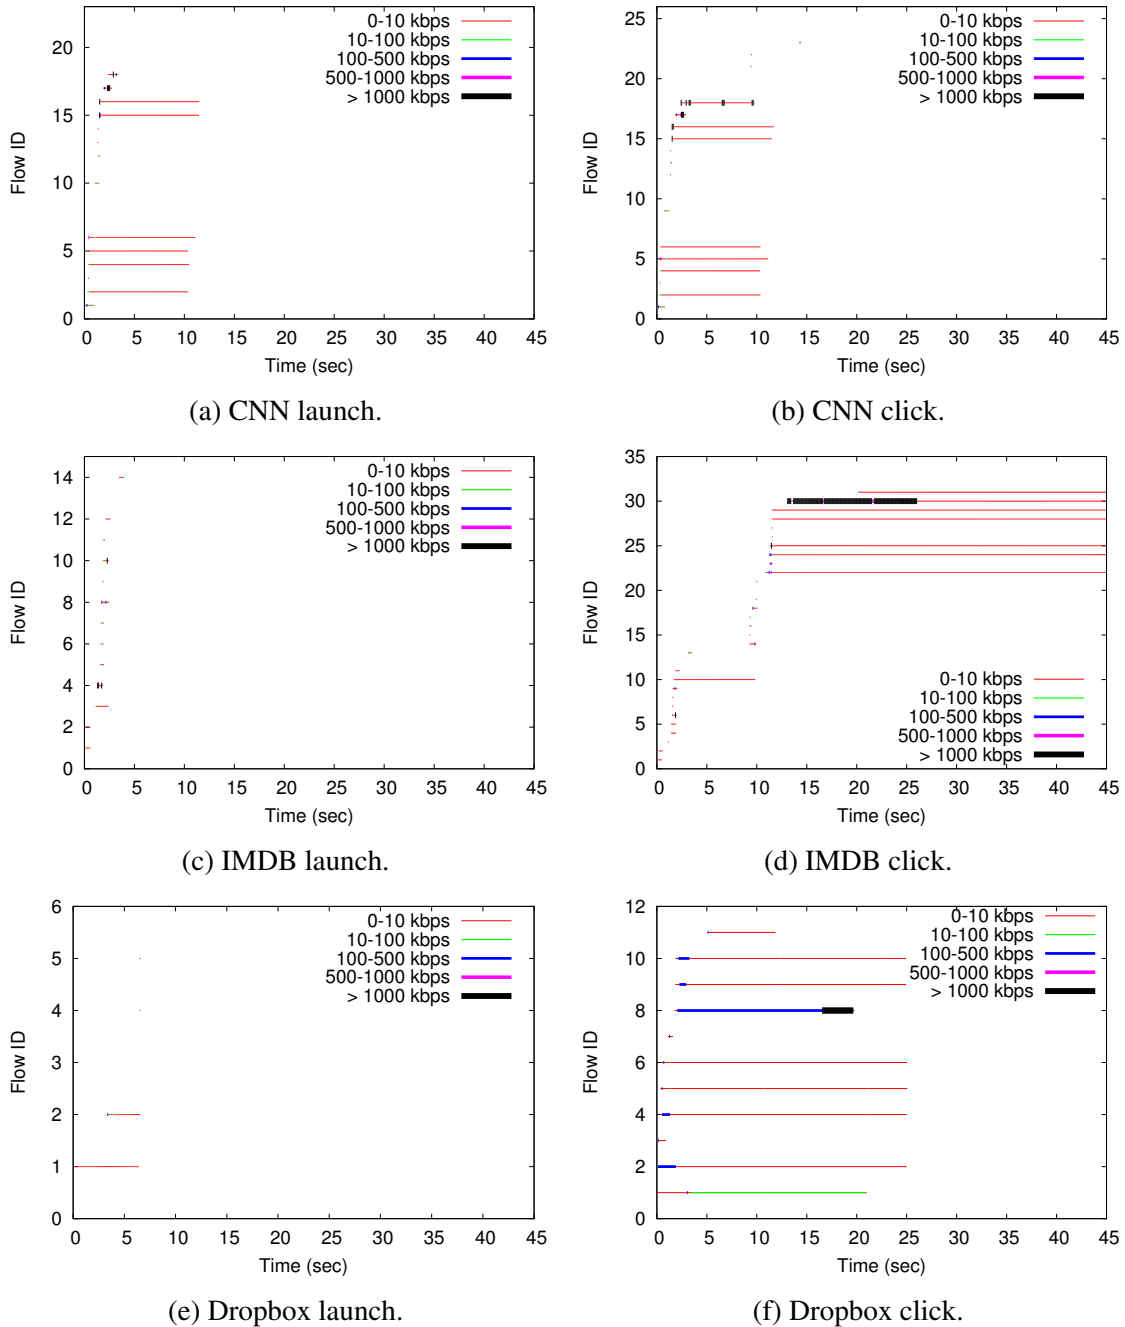 0-10 kbps
10-100 kbps
100-500 kbps
500-1000 kbps
> 1000 kbps
20
15
10
5
0
Flow ID
0 5 10 15 20 25 30 35 40 45
Time (sec)
(a) CNN launch.
0-10 kbps
10-100 kbps
100-500 kbps
500-1000 kbps
> 1000 kbps
25
20
15
10
5
0
Flow ID
0 5 10 15 20 25 30 35 40 45
Time (sec)
(b) CNN click.
0-10 kbps
10-100 kbps
100-500 kbps
500-1000 kbps
> 1000 kbps
14
12
10
8
6
4
2
0
Flow ID
0 5 10 15 20 25 30 35 40 45
Time (sec)
(c) IMDB launch.
35
30
25
20
15
10
5
0
Flow ID
0-10 kbps
10-100 kbps
100-500 kbps
500-1000 kbps
> 1000 kbps
0 5 10 15 20 25 30 35 40 45
Time (sec)
(d) IMDB click.
0-10 kbps
10-100 kbps
100-500 kbps
500-1000 kbps
> 1000 kbps
6
5
4
3
2
1
0
Flow ID
0 5 10 15 20 25 30 35 40 45
Time (sec)
(e) Dropbox launch.
0-10 kbps
10-100 kbps
100-500 kbps
500-1000 kbps
> 1000 kbps
12
10
8
6
4
2
0
Flow ID
0 5 10 15 20 25 30 35 40 45
Time (sec)
(f) Dropbox click.